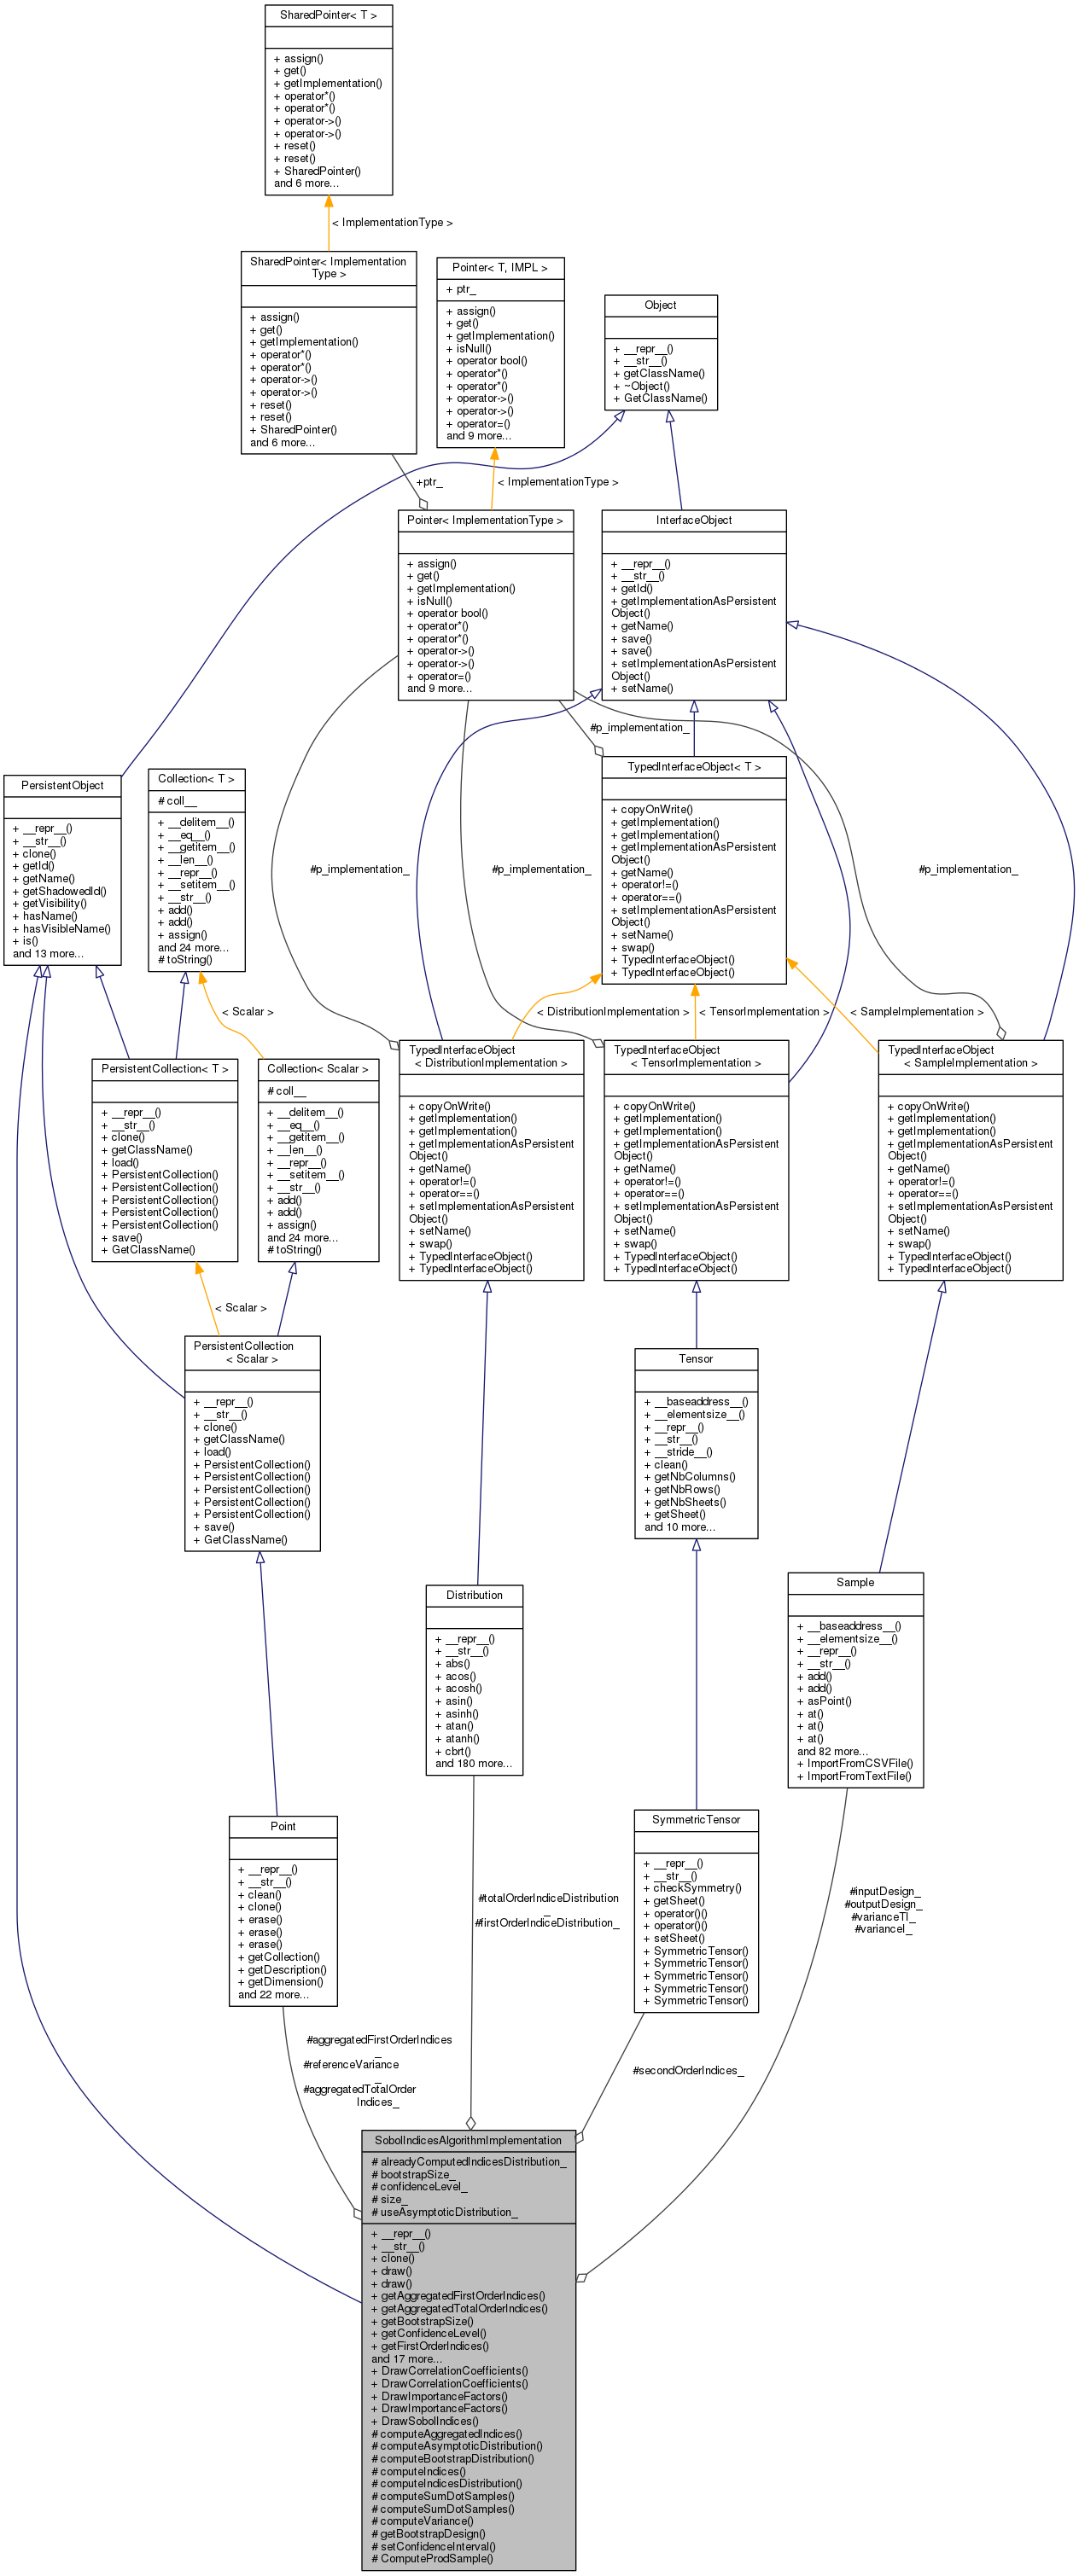 SharedPointer< T >
+ assign()
+ get()
+ getImplementation()
+ operator*()
+ operator*()
+ operator->()
+ operator->()
+ reset()
+ reset()
+ SharedPointer()
and 6 more...
< ImplementationType >
SharedPointer< Implementation
Type >
+ assign()
+ get()
+ getImplementation()
+ operator*()
+ operator*()
+ operator->()
+ operator->()
+ reset()
+ reset()
+ SharedPointer()
and 6 more...
Pointer< T, IMPL >
+ ptr_
+ assign()
+ get()
+ getImplementation()
+ isNull()
+ operator bool()
+ operator*()
+ operator*()
+ operator->()
+ operator->()
+ operator=()
and 9 more...
Object
+ __repr__()
+ __str__()
+ getClassName()
+ ~Object()
+ GetClassName()
+ptr_
< ImplementationType >
Pointer< ImplementationType >
+ assign()
+ get()
+ getImplementation()
+ isNull()
+ operator bool()
+ operator*()
+ operator*()
+ operator->()
+ operator->()
+ operator=()
and 9 more...
InterfaceObject
+ __repr__()
+ __str__()
+ getId()
+ getImplementationAsPersistent
Object()
+ getName()
+ save()
+ save()
+ setImplementationAsPersistent
Object()
+ setName()
#p_implementation_
PersistentObject
+ __repr__()
+ __str__()
+ clone()
+ getId()
+ getName()
+ getShadowedId()
+ getVisibility()
+ hasName()
+ hasVisibleName()
+ is()
and 13 more...
Collection< T >
# coll__
+ __delitem__()
+ __eq__()
+ __getitem__()
+ __len__()
+ __repr__()
+ __setitem__()
+ __str__()
+ add()
+ add()
+ assign()
and 24 more...
# toString()
#p_implementation_
#p_implementation_
TypedInterfaceObject< T >
+ copyOnWrite()
+ getImplementation()
+ getImplementation()
+ getImplementationAsPersistent
Object()
+ getName()
+ operator!=()
+ operator==()
+ setImplementationAsPersistent
Object()
+ setName()
+ swap()
+ TypedInterfaceObject()
+ TypedInterfaceObject()
#p_implementation_
< Scalar >
< DistributionImplementation >
< TensorImplementation >
< SampleImplementation >
PersistentCollection< T >
+ __repr__()
+ __str__()
+ clone()
+ getClassName()
+ load()
+ PersistentCollection()
+ PersistentCollection()
+ PersistentCollection()
+ PersistentCollection()
+ PersistentCollection()
+ save()
+ GetClassName()
Collection< Scalar >
# coll__
+ __delitem__()
+ __eq__()
+ __getitem__()
+ __len__()
+ __repr__()
+ __setitem__()
+ __str__()
+ add()
+ add()
+ assign()
and 24 more...
# toString()
TypedInterfaceObject
< DistributionImplementation >
+ copyOnWrite()
+ getImplementation()
+ getImplementation()
+ getImplementationAsPersistent
Object()
+ getName()
+ operator!=()
+ operator==()
+ setImplementationAsPersistent
Object()
+ setName()
+ swap()
+ TypedInterfaceObject()
+ TypedInterfaceObject()
TypedInterfaceObject
< TensorImplementation >
+ copyOnWrite()
+ getImplementation()
+ getImplementation()
+ getImplementationAsPersistent
Object()
+ getName()
+ operator!=()
+ operator==()
+ setImplementationAsPersistent
Object()
+ setName()
+ swap()
+ TypedInterfaceObject()
+ TypedInterfaceObject()
TypedInterfaceObject
< SampleImplementation >
+ copyOnWrite()
+ getImplementation()
+ getImplementation()
+ getImplementationAsPersistent
Object()
+ getName()
+ operator!=()
+ operator==()
+ setImplementationAsPersistent
Object()
+ setName()
+ swap()
+ TypedInterfaceObject()
+ TypedInterfaceObject()
< Scalar >
PersistentCollection
< Scalar >
+ __repr__()
+ __str__()
+ clone()
+ getClassName()
+ load()
+ PersistentCollection()
+ PersistentCollection()
+ PersistentCollection()
+ PersistentCollection()
+ PersistentCollection()
+ save()
+ GetClassName()
Tensor
+ __baseaddress__()
+ __elementsize__()
+ __repr__()
+ __str__()
+ __stride__()
+ clean()
+ getNbColumns()
+ getNbRows()
+ getNbSheets()
+ getSheet()
and 10 more...
Distribution
+ __repr__()
+ __str__()
+ abs()
+ acos()
+ acosh()
+ asin()
+ asinh()
+ atan()
+ atanh()
+ cbrt()
and 180 more...
Sample
+ __baseaddress__()
+ __elementsize__()
+ __repr__()
+ __str__()
+ add()
+ add()
+ asPoint()
+ at()
+ at()
+ at()
and 82 more...
+ ImportFromCSVFile()
+ ImportFromTextFile()
Point
+ __repr__()
+ __str__()
+ clean()
+ clone()
+ erase()
+ erase()
+ erase()
+ getCollection()
+ getDescription()
+ getDimension()
and 22 more...
#totalOrderIndiceDistribution
_
#firstOrderIndiceDistribution_
SymmetricTensor
+ __repr__()
+ __str__()
+ checkSymmetry()
+ getSheet()
+ operator()()
+ operator()()
+ setSheet()
+ SymmetricTensor()
+ SymmetricTensor()
+ SymmetricTensor()
+ SymmetricTensor()
+ SymmetricTensor()
#inputDesign_
#outputDesign_
#varianceTI_
#varianceI_
#aggregatedFirstOrderIndices
_
#referenceVariance
_
#aggregatedTotalOrder
Indices_
#secondOrderIndices_
SobolIndicesAlgorithmImplementation
# alreadyComputedIndicesDistribution_
# bootstrapSize_
# confidenceLevel_
# size_
# useAsymptoticDistribution_
+ __repr__()
+ __str__()
+ clone()
+ draw()
+ draw()
+ getAggregatedFirstOrderIndices()
+ getAggregatedTotalOrderIndices()
+ getBootstrapSize()
+ getConfidenceLevel()
+ getFirstOrderIndices()
and 17 more...
+ DrawCorrelationCoefficients()
+ DrawCorrelationCoefficients()
+ DrawImportanceFactors()
+ DrawImportanceFactors()
+ DrawSobolIndices()
# computeAggregatedIndices()
# computeAsymptoticDistribution()
# computeBootstrapDistribution()
# computeIndices()
# computeIndicesDistribution()
# computeSumDotSamples()
# computeSumDotSamples()
# computeVariance()
# getBootstrapDesign()
# setConfidenceInterval()
# ComputeProdSample()